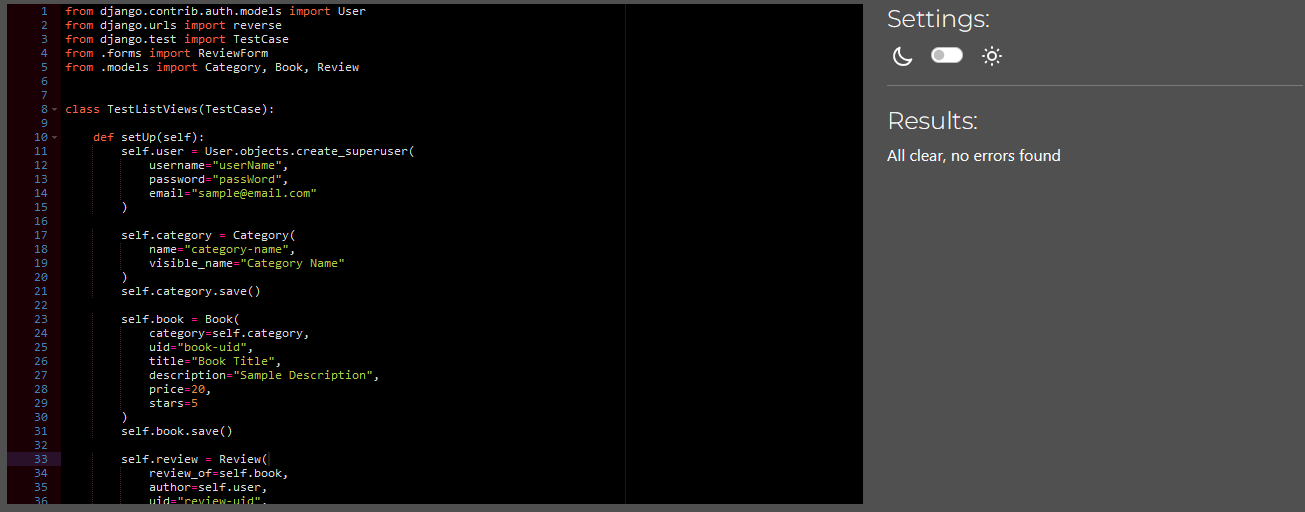 1 from django.contrib.auth.models import User
2 from django.urls import reverse
3 from django.test import TestCase
4 from .forms import ReviewForm
5 from .models import Category, Book, Review
6
7
8 class TestListViews(TestCase):
9
10     def setUp(self):
11         self.user = User.objects.create_superuser(
12             username="userName",
13             password="passWord",
14             email="sample@email.com"
15         )
16
17         self.category = Category(
18             name="category-name",
19             visible_name="Category Name"
20         )
21         self.category.save()
22
23         self.book = Book(
24             category=self.category,
25             uid="book-uid",
26             title="Book Title",
27             description="Sample Description",
28             price=20,
29             stars=5
30         )
31         self.book.save()
32
33         self.review = Review(
34             review_of=self.book,
35             author=self.user,
36             uid="review-uid",
Settings:
Results:
All clear, no errors found